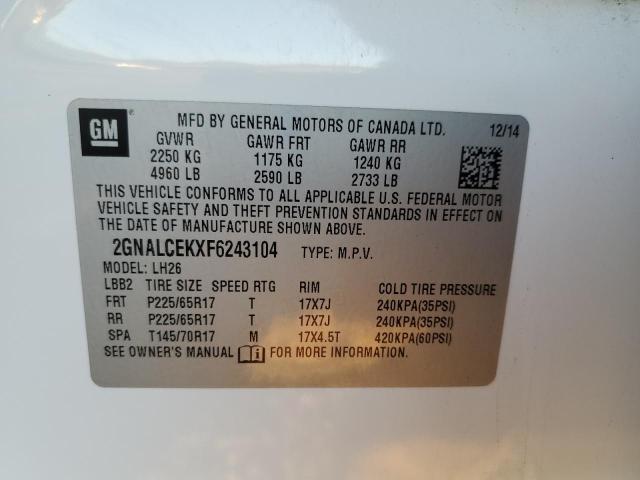 GM ® MFD BY GENERAL MOTORS OF CANADA LTD. 12/14
GVWR GAWR FRT GAWR RR
2250 KG 1175 KG 1240 KG
4960 LB 2590 LB 2733 LB
THIS VEHICLE CONFORMS TO ALL APPLICABLE U.S. FEDERAL MOTOR
VEHICLE SAFETY AND THEFT PREVENTION STANDARDS IN EFFECT ON
THE DATE OF MANUFACTURE SHOWN ABOVE.
2GNALCEKXF6243104 TYPE: M.P.V.
MODEL: LH26
LBB2 TIRE SIZE SPEED RTG RIM COLD TIRE PRESSURE
FRT P225/65R17 T 17X7J 240KPA(35PSI)
RR P225/65R17 T 17X7J 240KPA(35PSI)
SPA T145/70R17 M 17X4.5T 420KPA(60PSI)
SEE OWNER'S MANUAL FOR MORE INFORMATION.